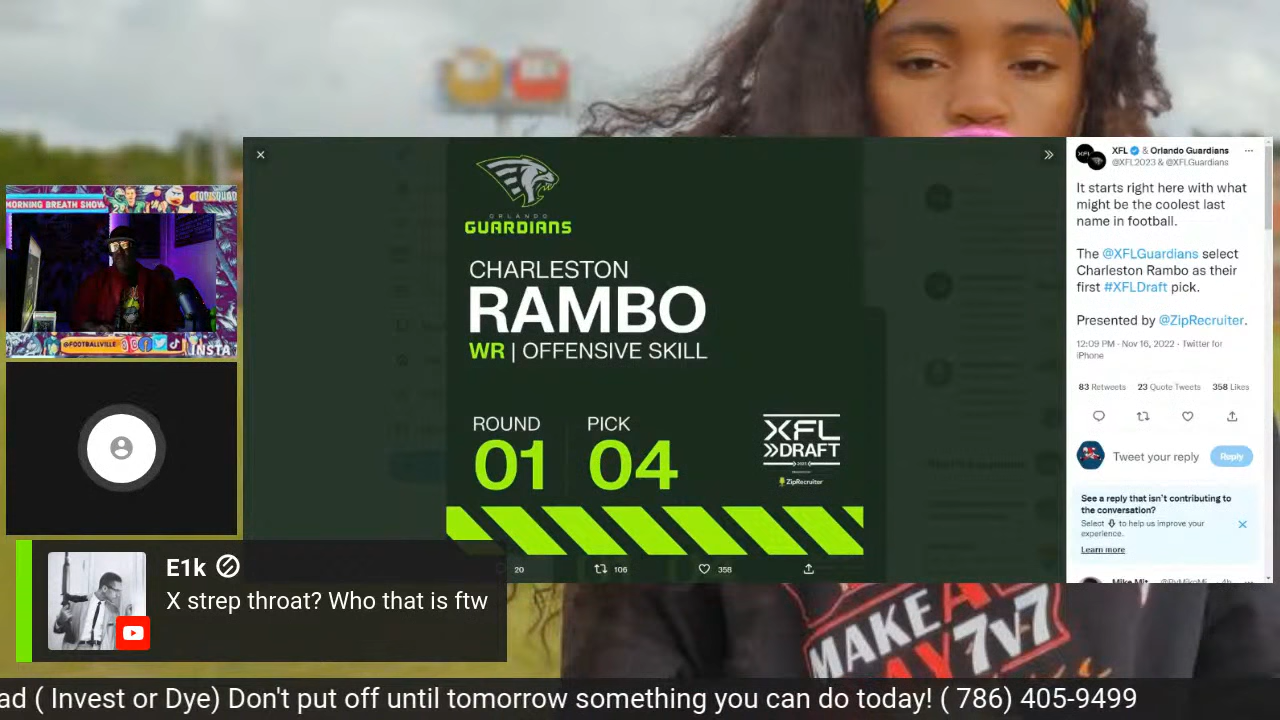 MORNING BREATH SHOW
TODSQUAD
@FOOTBALLVILLE
INSTA
ORLANDO
GUARDIANS
CHARLESTON
RAMBO
WR | OFFENSIVE SKILL
ROUND
PICK
01
04
XFL
DRAFT
ZipRecruiter
20
106
358
XFL & Orlando Guardians
@XFL2023 & @XFLGuardians
It starts right here with what
might be the coolest last
name in football.
The @XFLGuardians select
Charleston Rambo as their
first #XFLDraft pick.
Presented by @ZipRecruiter.
12:09 PM · Nov 16, 2022 · Twitter for
iPhone
83 Retweets 23 Quote Tweets 358 Likes
Tweet your reply
Reply
See a reply that isn't contributing to
the conversation?
Select to help us improve your
experience.
Learn more
E1k
X strep throat? Who that is ftw
MAKE
7v7
ad ( Invest or Dye) Don't put off until tomorrow something you can do today! ( 786) 405-9499